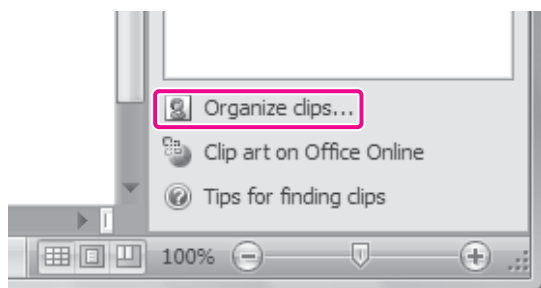 Organize clips...
Clip art on Office Online
Tips for finding clips
100%